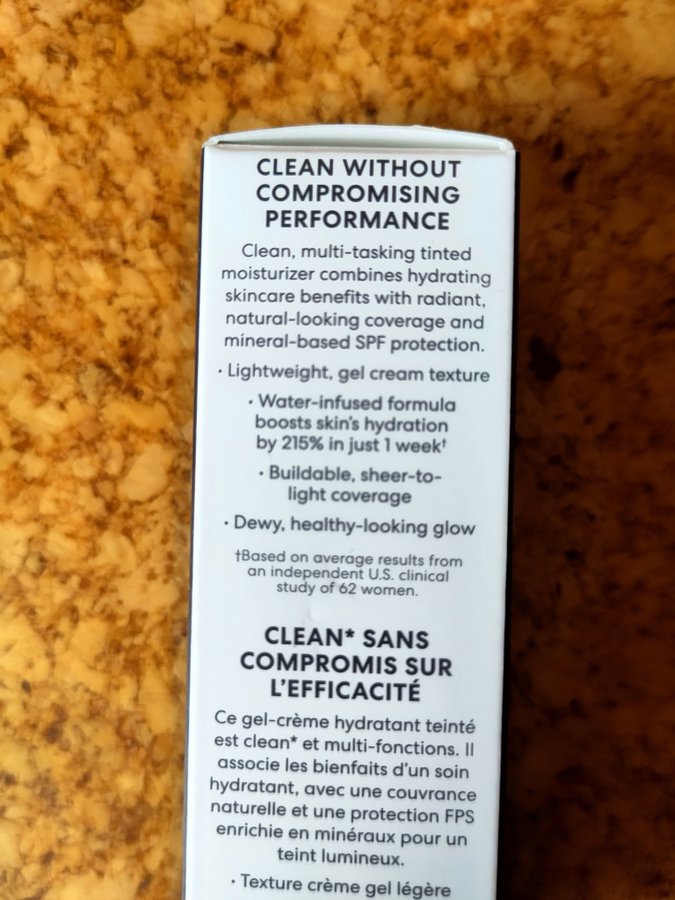 CLEAN WITHOUT
COMPROMISING
PERFORMANCE
Clean, multi-tasking tinted
moisturizer combines hydrating
skincare benefits with radiant,
natural-looking coverage and
mineral-based SPF protection.
· Lightweight, gel cream texture
· Water-infused formula
boosts skin's hydration
by 215% in just 1 week†
· Buildable, sheer-to-
light coverage
· Dewy, healthy-looking glow
†Based on average results from
an independent U.S. clinical
study of 62 women.
CLEAN* SANS
COMPROMIS SUR
L'EFFICACITÉ
Ce gel-crème hydratant teinté
est clean* et multi-fonctions. Il
associe les bienfaits d'un soin
hydratant, avec une couvrance
naturelle et une protection FPS
enrichie en minéraux pour un
teint lumineux.
· Texture crème gel légère